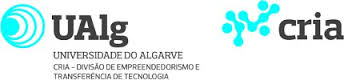 UAlg
UNIVERSIDADE DO ALGARVE
CRIA – DIVISÃO DE EMPREENDEDORISMO E
TRANSFERÊNCIA DE TECNOLOGIA
cria